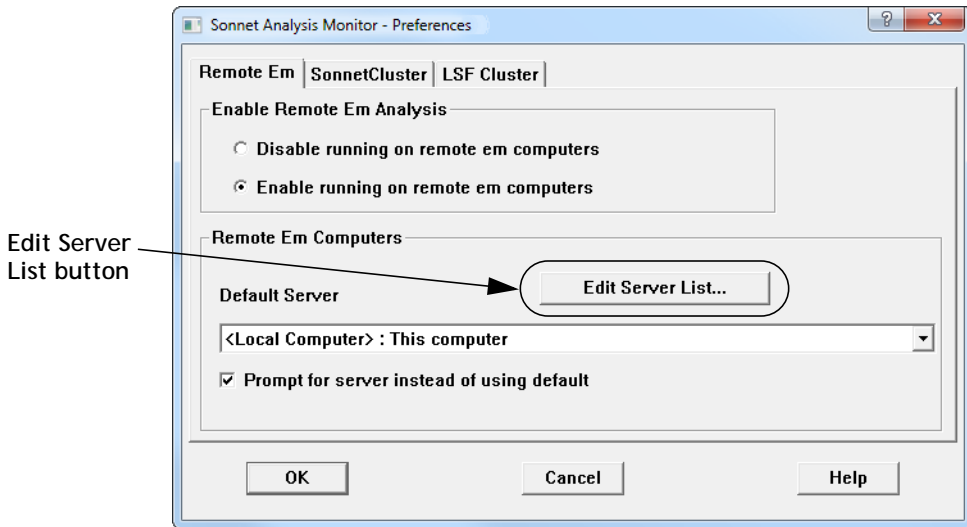 Sonnet Analysis Monitor - Preferences
? X
Remote Em SonnetCluster LSF Cluster
Enable Remote Em Analysis
Disable running on remote em computers
Enable running on remote em computers
Edit Server
List button
Remote Em Computers
Edit Server List...
Default Server
<Local Computer> : This computer
Prompt for server instead of using default
OK Cancel Help